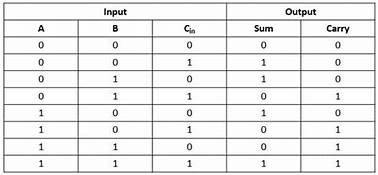 Input Output
A B Cin Sum Carry
0 0 0 0 0
0 0 1 1 0
0 1 0 1 0
0 1 1 0 1
1 0 0 1 0
1 0 1 0 1
1 1 0 0 1
1 1 1 1 1